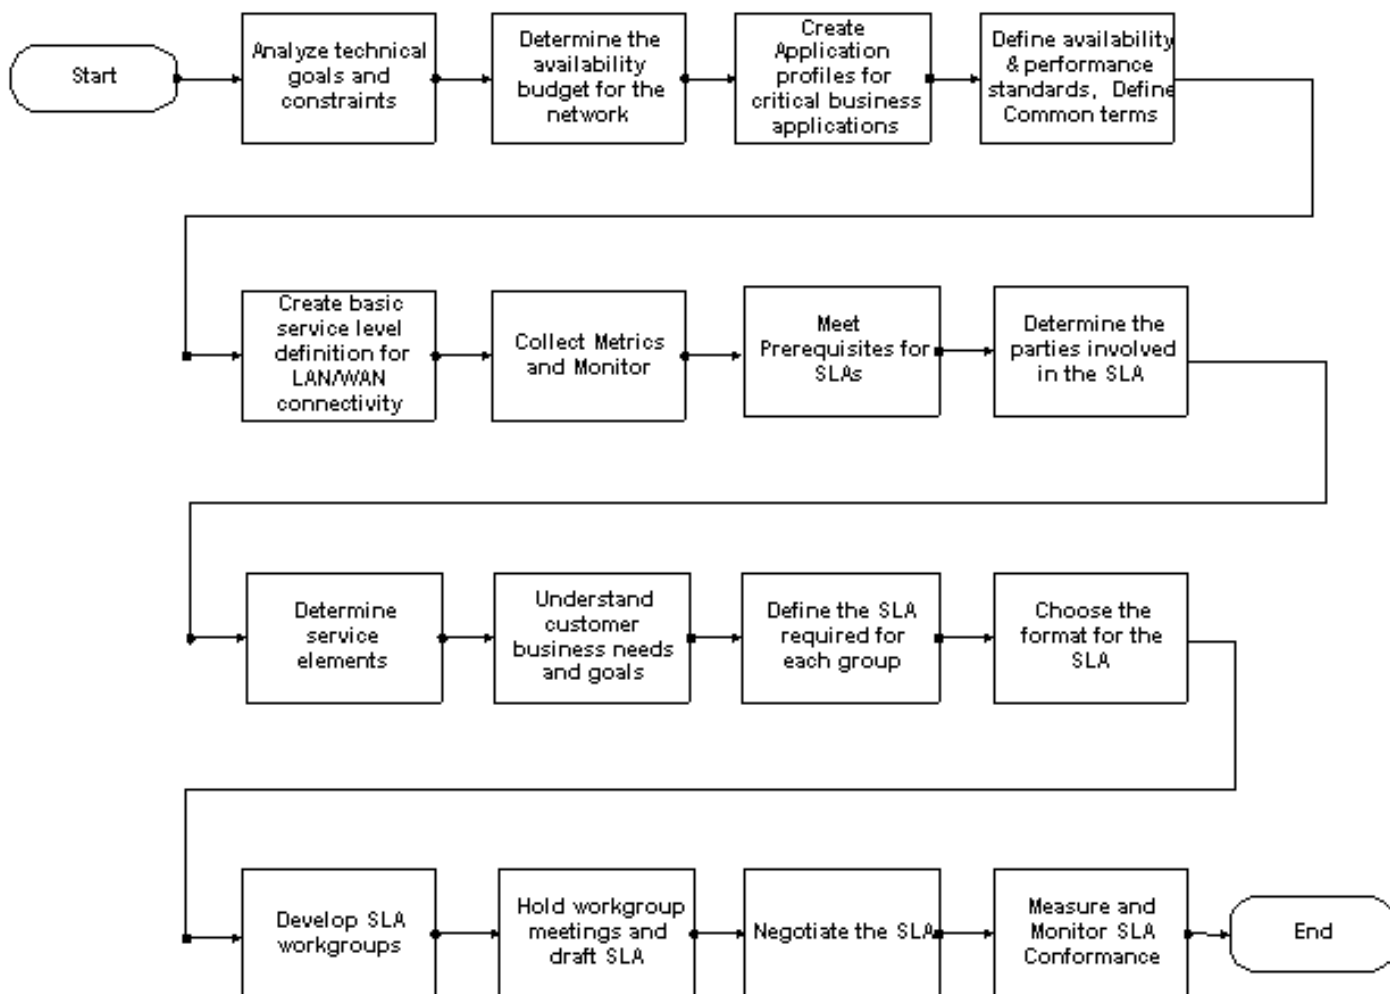 Start
Analyze technical
goals and
constraints
Determine the
availability
budget for the
network
Create
Application
profiles for
critical business
applications
Define availability
& performance
standards, Define
Common terms
Create basic
service level
definition for
LAN/WAN
connectivity
Collect Metrics
and Monitor
Meet
Prerequisites for
SLAs
Determine the
parties involved
in the SLA
Determine
service
elements
Understand
customer
business needs
and goals
Define the SLA
required for
each group
Choose the
format for the
SLA
Develop SLA
workgroups
Hold workgroup
meetings and
draft SLA
Negotiate the SLA
Measure and
Monitor SLA
Conformance
End